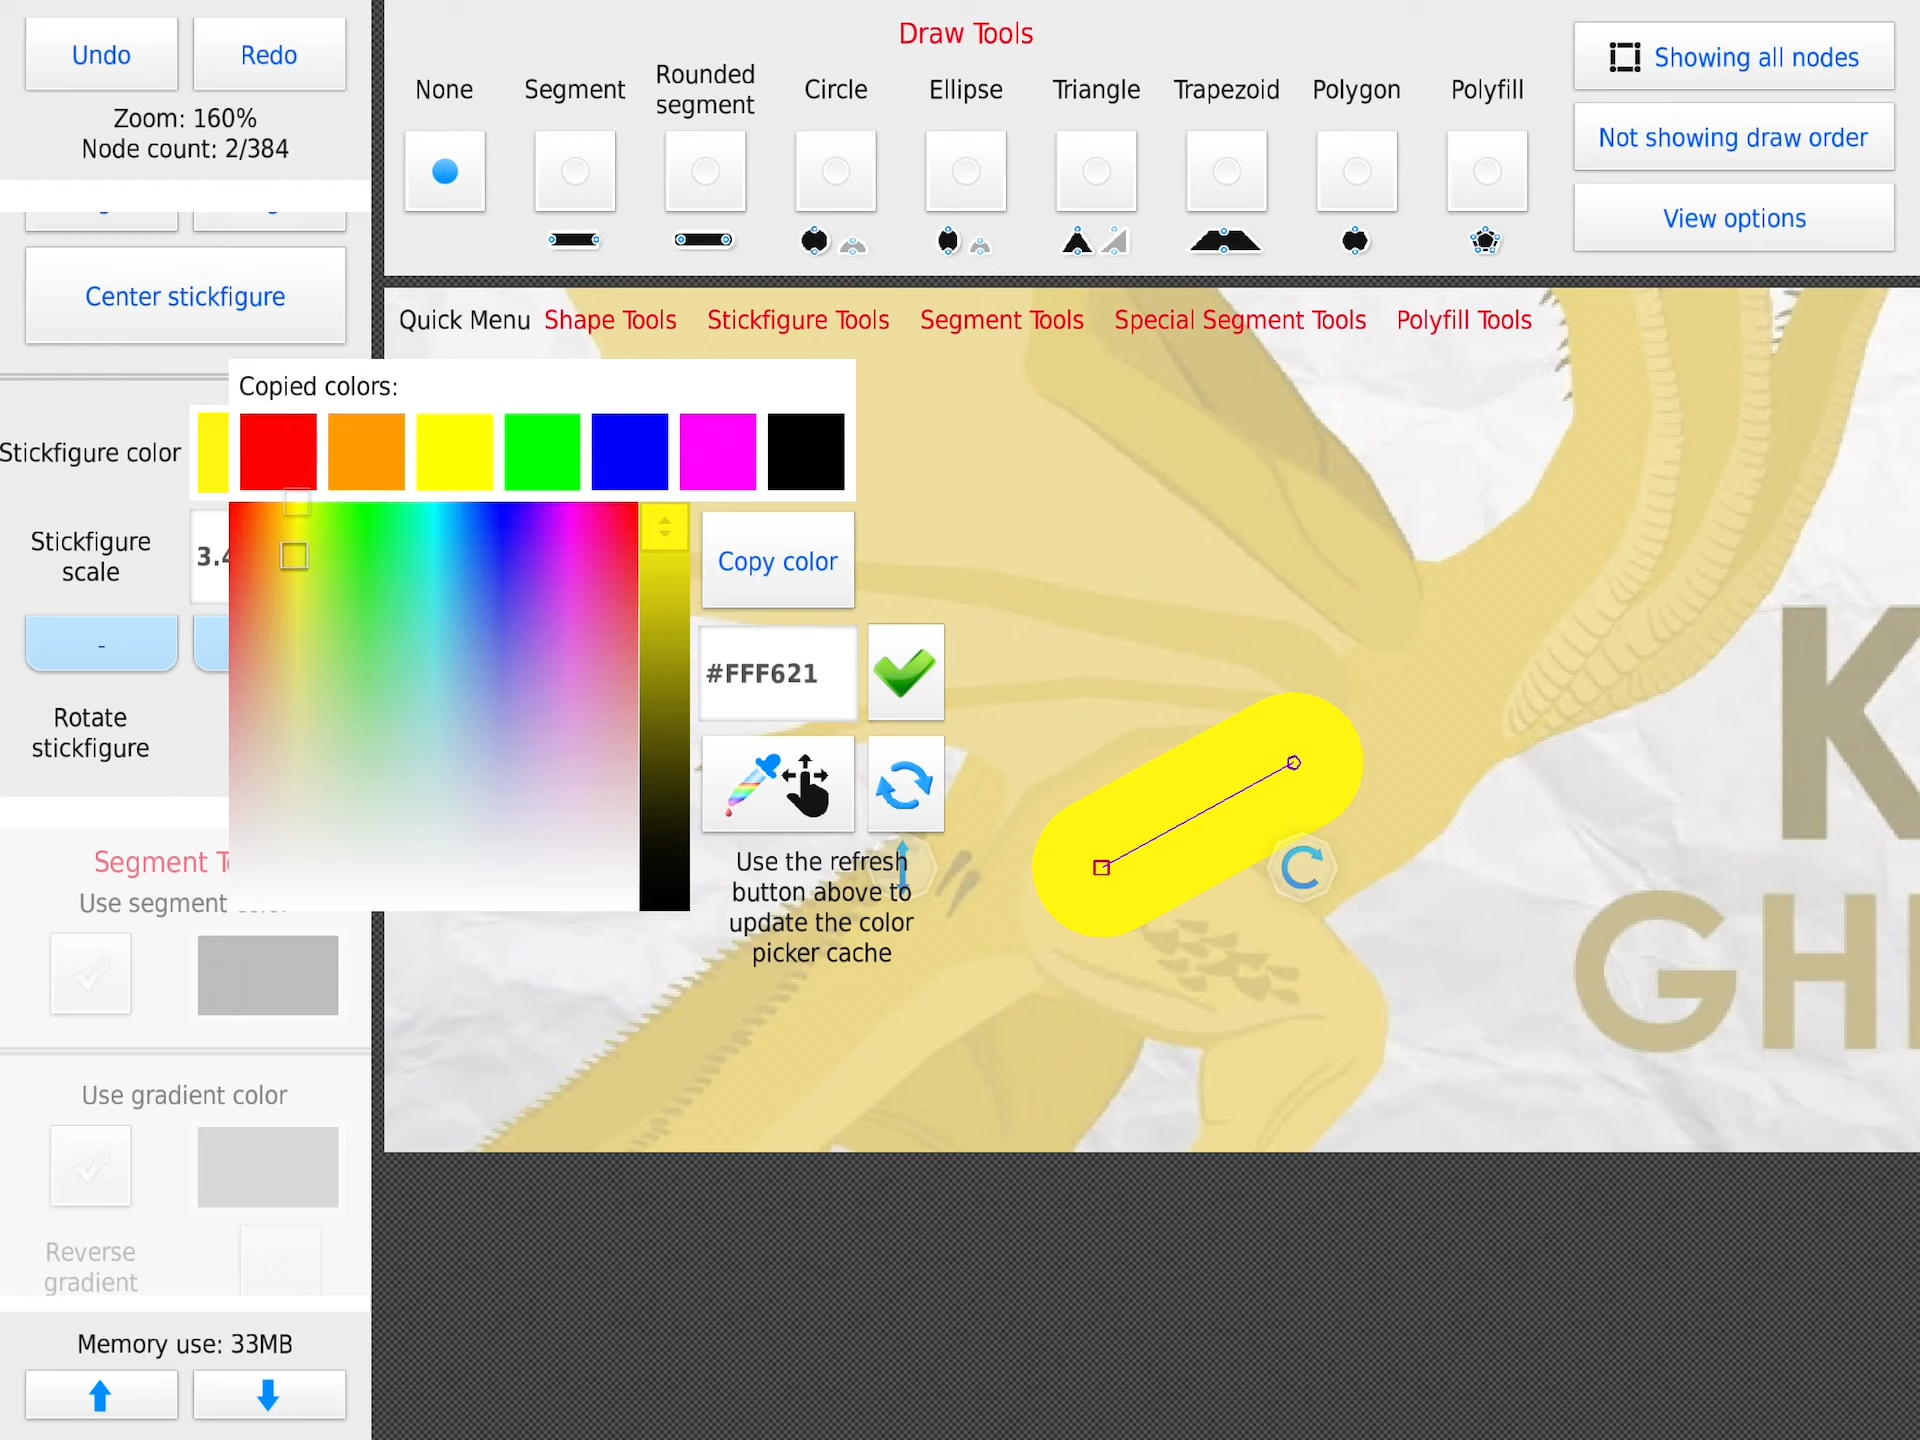 Undo
Redo
Zoom: 160%
Node count: 2/384
Center stickfigure
Stickfigure color
Stickfigure
scale
3.4
-
Rotate
stickfigure
Segment T
Use segment color
Use gradient color
Reverse
gradient
Memory use: 33MB
Draw Tools
None
Segment
Rounded
segment
Circle
Ellipse
Triangle
Trapezoid
Polygon
Polyfill
Showing all nodes
Not showing draw order
View options
Quick Menu
Shape Tools
Stickfigure Tools
Segment Tools
Special Segment Tools
Polyfill Tools
Copied colors:
Copy color
#FFF621
Use the refresh
button above to
update the color
picker cache
K
GH